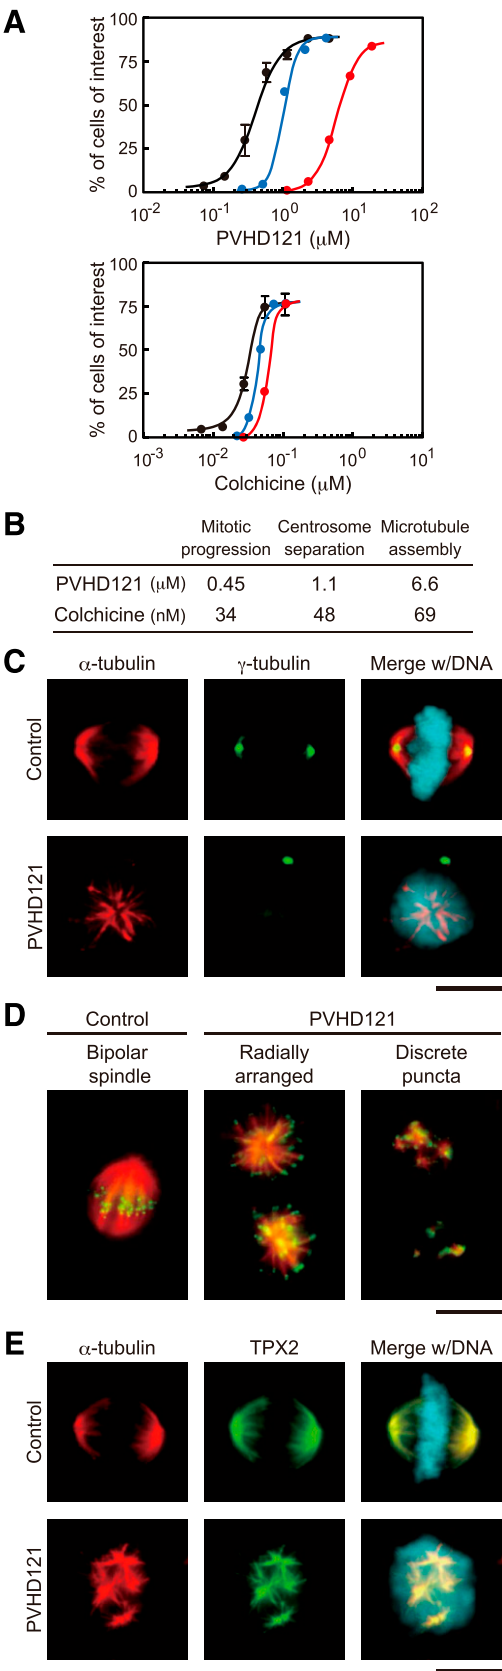 A
% of cells of interest
100
75
50
25
0
10-2
10-1
100
101
102
PVHD121 (μM)
% of cells of interest
100
75
50
25
0
10-3
10-2
10-1
100
101
Colchicine (μM)
B
Mitotic progression
Centrosome separation
Microtubule assembly
PVHD121 (μM) 0.45 1.1 6.6
Colchicine (nM) 34 48 69
C
α-tubulin γ-tubulin Merge w/DNA
Control
PVHD121
D
Control PVHD121
Bipolar spindle
Radially arranged
Discrete puncta
E
α-tubulin TPX2 Merge w/DNA
Control
PVHD121